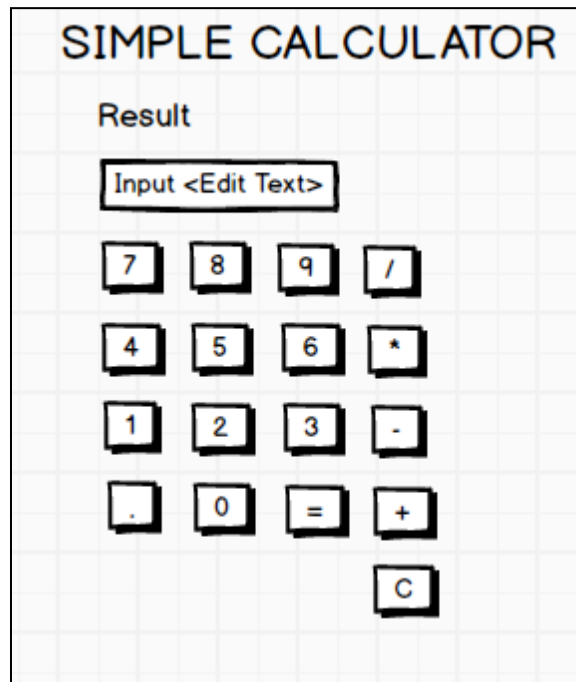 SIMPLE CALCULATOR
Result
Input <Edit Text>
7 8 9 /
4 5 6 *
1 2 3 -
. 0 = +
C